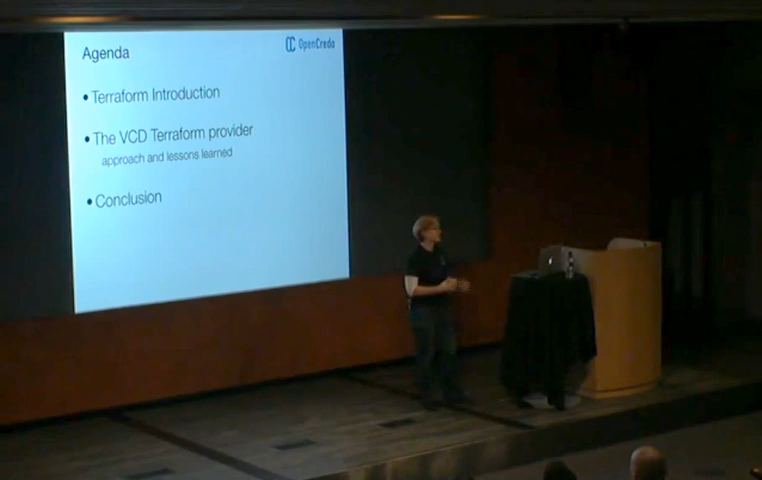 Agenda
OpenCredo
• Terraform Introduction
• The VCD Terraform provider
approach and lessons learned
• Conclusion